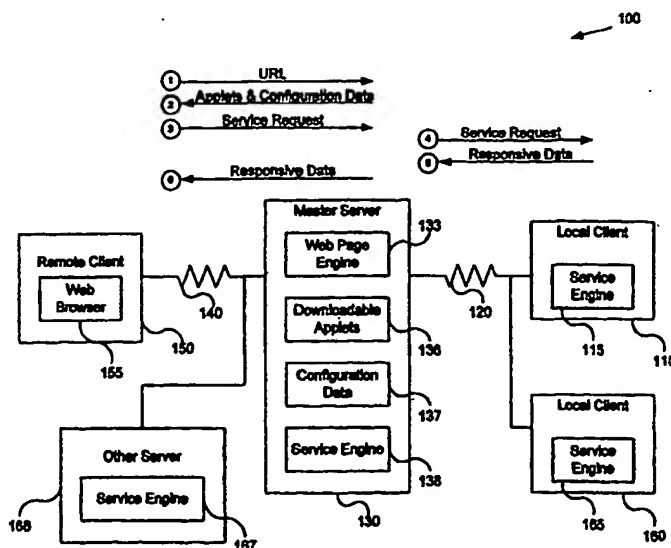 100
1 URL
2 Applets & Configuration Data
3 Service Request
4 Service Request
5 Responsive Data
6 Responsive Data
Master Server
Web Page Engine
133
Remote Client
Web Browser
140
150
155
Downloadable Applets
136
120
Local Client
Service Engine
115
110
Configuration Data
137
Other Server
Service Engine
168
167
Service Engine
138
130
Local Client
Service Engine
165
160